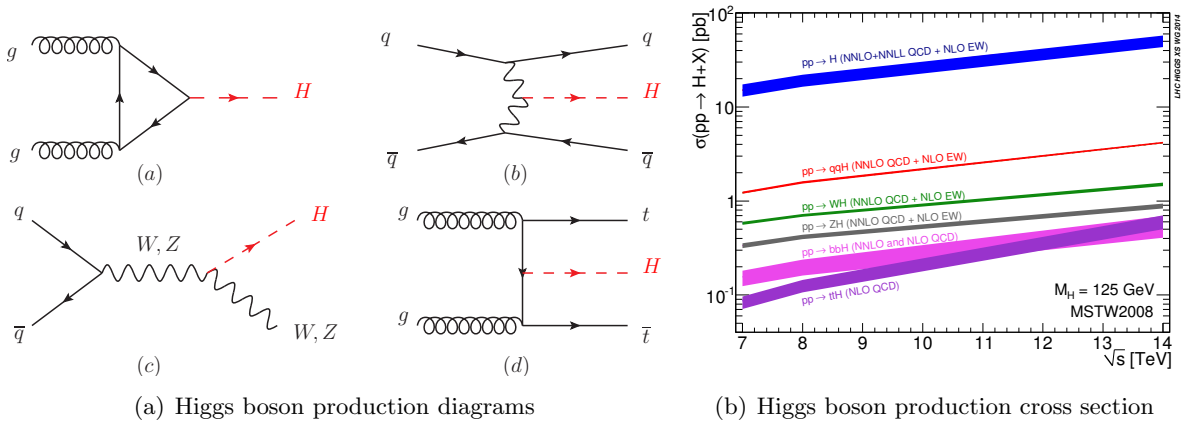 g
g
H
(a)
q
q̄
q
H
q̄
(b)
q
q̄
W, Z
H
W, Z
(c)
g
g
t
H
t̄
(d)
(a) Higgs boson production diagrams
σ(pp → H+X) [pb]
10²
10
1
10⁻¹
pp → H (NNLO+NNLL QCD + NLO EW)
pp → qqH (NNLO QCD + NLO EW)
pp → WH (NNLO QCD + NLO EW)
pp → ZH (NNLO QCD + NLO EW)
pp → bbH (NNLO and NLO QCD)
pp → ttH (NLO QCD)
M_H = 125 GeV
MSTW2008
LHC HIGGS XS WG 2014
7 8 9 10 11 12 13 14
√s [TeV]
(b) Higgs boson production cross section